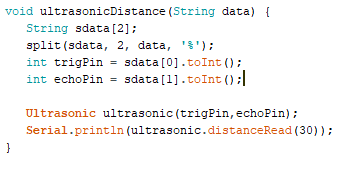 void ultrasonicDistance(String data) {
String sdata[2];
split(sdata, 2, data, '%');
int trigPin = sdata[0].toInt();
int echoPin = sdata[1].toInt();
Ultrasonic ultrasonic(trigPin,echoPin);
Serial.println(ultrasonic.distanceRead(30));
}